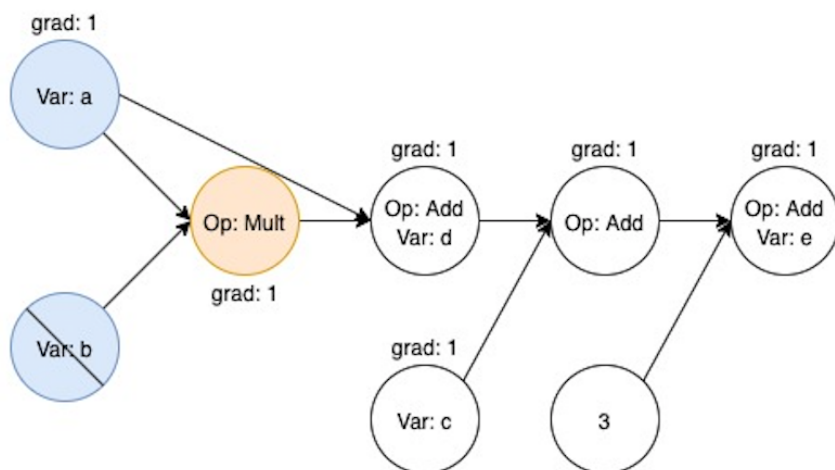 grad: 1
Var: a
grad: 1
grad: 1
grad: 1
Op: Mult
Op: Add
Var: d
Op: Add
Op: Add
Var: e
grad: 1
Var: b
grad: 1
Var: c
3